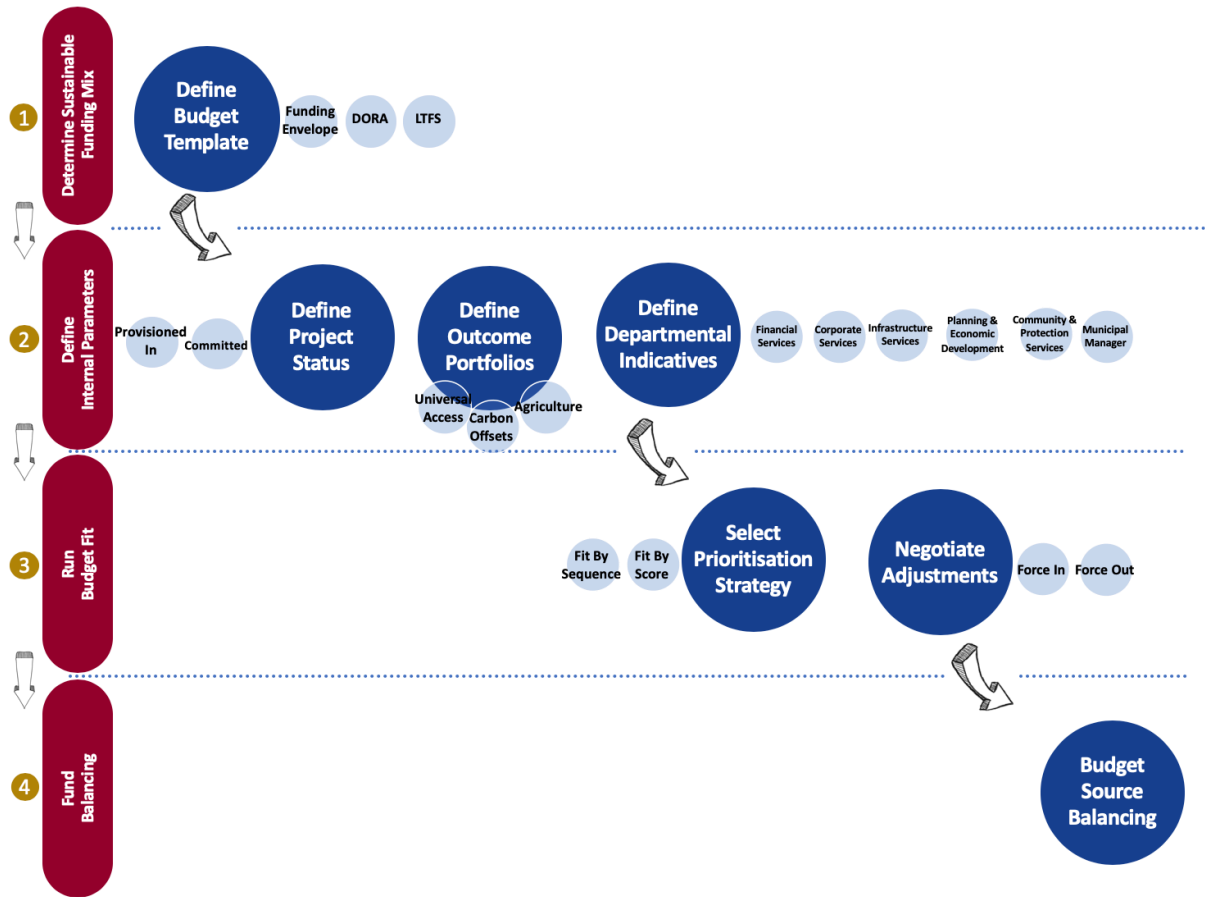 1
Determine Sustainable
Funding Mix
Define
Budget
Template
Funding
Envelope
DORA
LTFS
2
Define
Internal Parameters
Provisioned
In
Committed
Define
Project
Status
Define
Outcome
Portfolios
Universal
Access
Carbon
Offsets
Agriculture
Define
Departmental
Indicatives
Financial
Services
Corporate
Services
Infrastructure
Services
Planning &
Economic
Development
Community &
Protection
Services
Municipal
Manager
3
Run
Budget Fit
Fit By
Sequence
Fit By
Score
Select
Prioritisation
Strategy
Negotiate
Adjustments
Force In
Force Out
4
Fund
Balancing
Budget
Source
Balancing